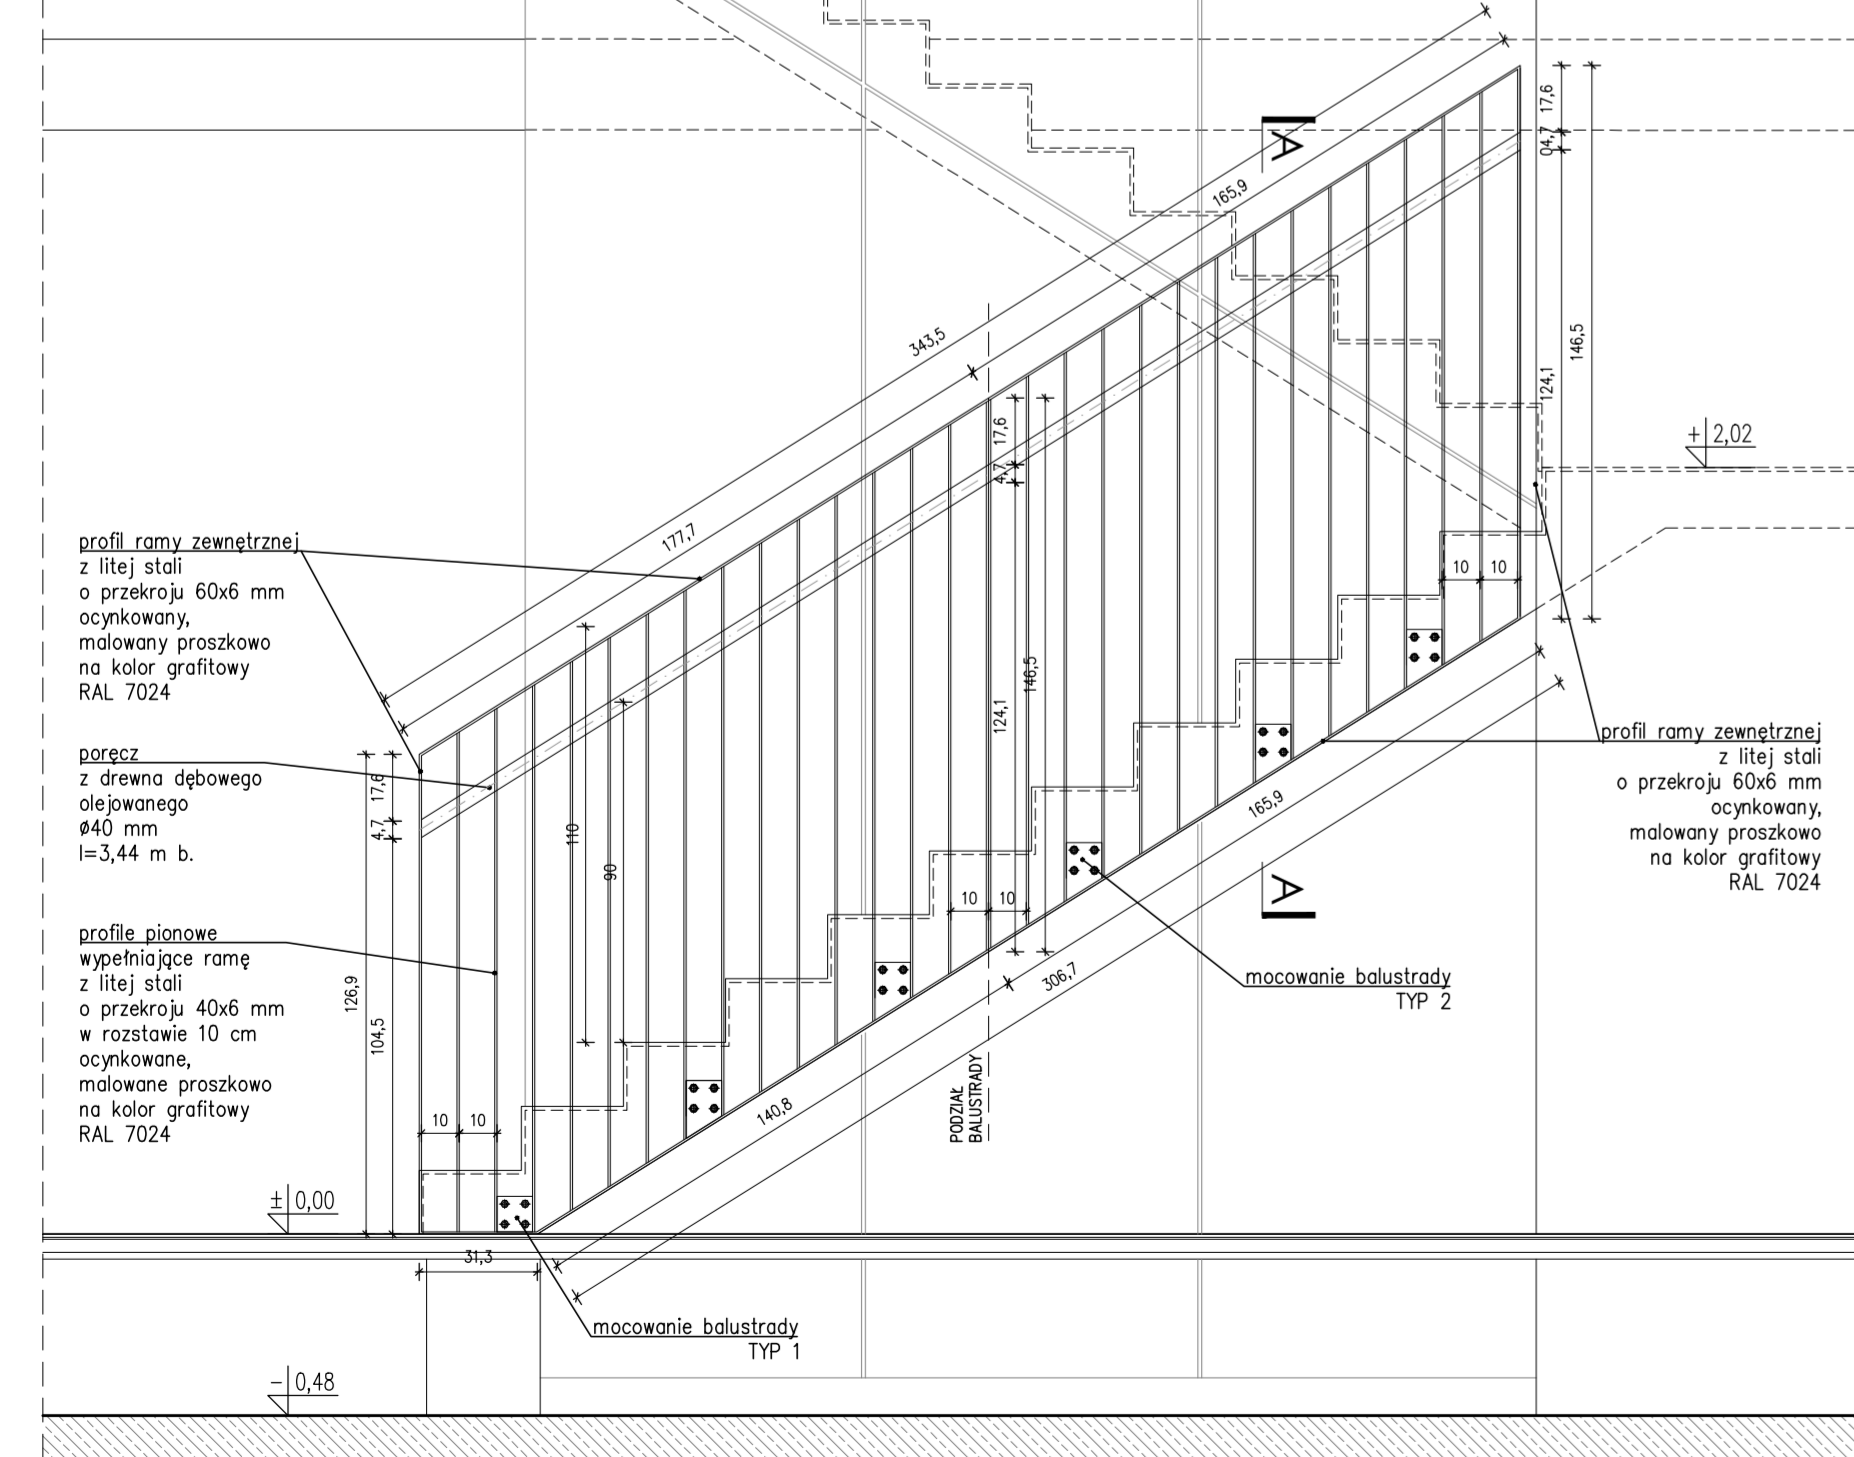 17,6
04,7
A
165,9
146,5
343,5
124,1
17,6
4,7
+ 2,02
177,7
10 10
profil ramy zewnętrznej
z litej stali
o przekroju 60x6 mm
ocynkowany,
malowany proszkowo
na kolor grafitowy
RAL 7024
146,5
124,1
profil ramy zewnętrznej
z litej stali
o przekroju 60x6 mm
ocynkowany,
malowany proszkowo
na kolor grafitowy
RAL 7024
poręcz
z drewna dębowego
olejowanego
ø40 mm
l=3,44 m b.
17,6
4,7
110
90
165,9
10 10
A
profile pionowe
wypełniające ramę
z litej stali
o przekroju 40x6 mm
w rozstawie 10 cm
ocynkowane,
malowane proszkowo
na kolor grafitowy
RAL 7024
126,9
104,5
306,7
mocowanie balustrady
TYP 2
140,8
PODZIAŁ
BALUSTRADY
10 10
± 0,00
31,3
mocowanie balustrady
TYP 1
- 0,48